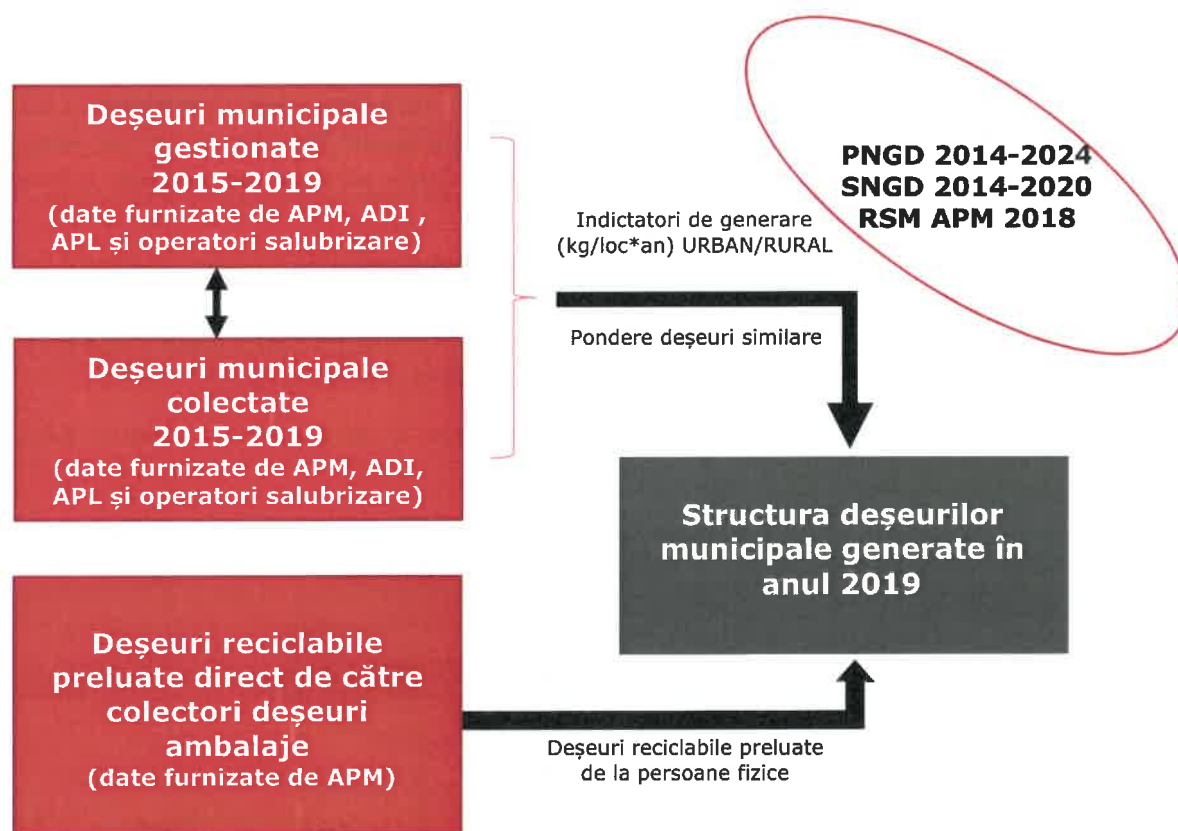 Deșeuri municipale
gestionate
2015-2019
(date furnizate de APM, ADI ,
APL și operatori salubrizare)
Deșeuri municipale
colectate
2015-2019
(date furnizate de APM, ADI,
APL și operatori salubrizare)
Deșeuri reciclabile
preluate direct de către
colectori deșeuri
ambalaje
(date furnizate de APM)
Indictatori de generare
(kg/loc*an) URBAN/RURAL
Pondere deșeuri similare
PNGD 2014-2024
SNGD 2014-2020
RSM APM 2018
Structura deșeurilor
municipale generate în
anul 2019
Deșeuri reciclabile preluate
de la persoane fizice